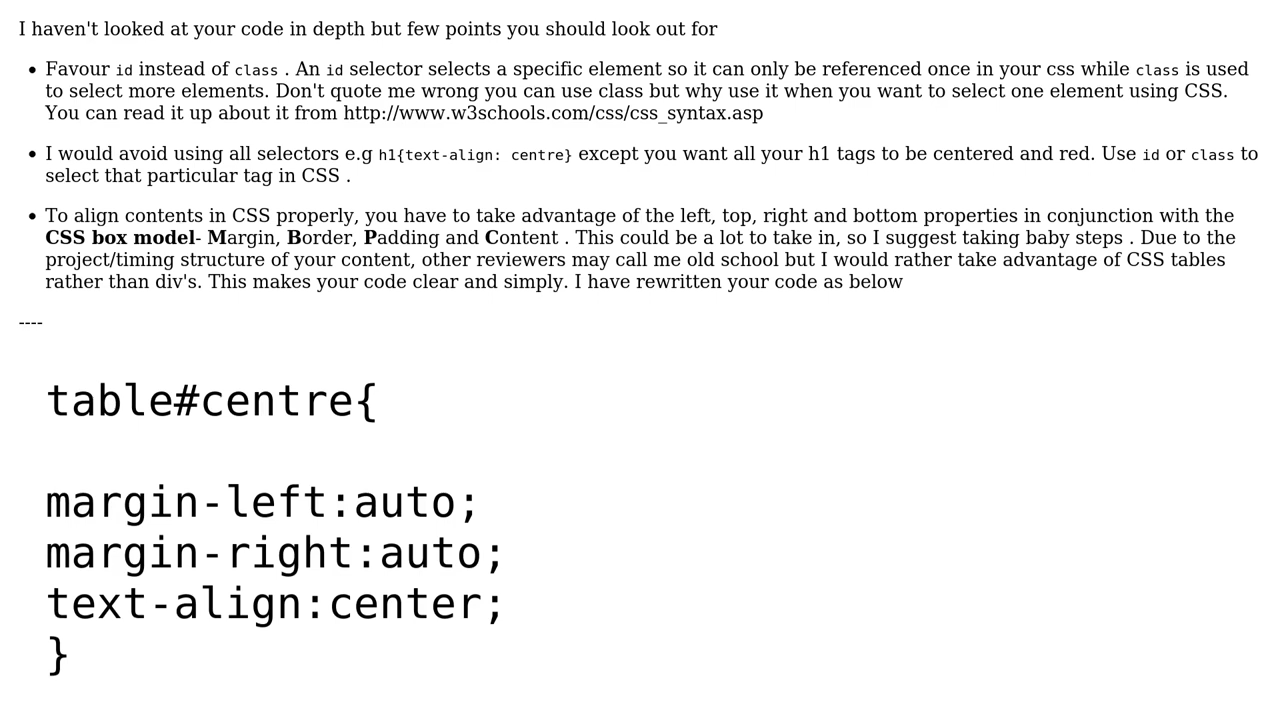 I haven't looked at your code in depth but few points you should look out for
• Favour id instead of class . An id selector selects a specific element so it can only be referenced once in your css while class is used
to select more elements. Don't quote me wrong you can use class but why use it when you want to select one element using CSS.
You can read it up about it from http://www.w3schools.com/css/css_syntax.asp
• I would avoid using all selectors e.g h1{text-align: centre} except you want all your h1 tags to be centered and red. Use id or class to
select that particular tag in CSS .
• To align contents in CSS properly, you have to take advantage of the left, top, right and bottom properties in conjunction with the
CSS box model- Margin, Border, Padding and Content . This could be a lot to take in, so I suggest taking baby steps . Due to the
project/timing structure of your content, other reviewers may call me old school but I would rather take advantage of CSS tables
rather than div's. This makes your code clear and simply. I have rewritten your code as below
----
table#centre{
margin-left:auto;
margin-right:auto;
text-align:center;
}